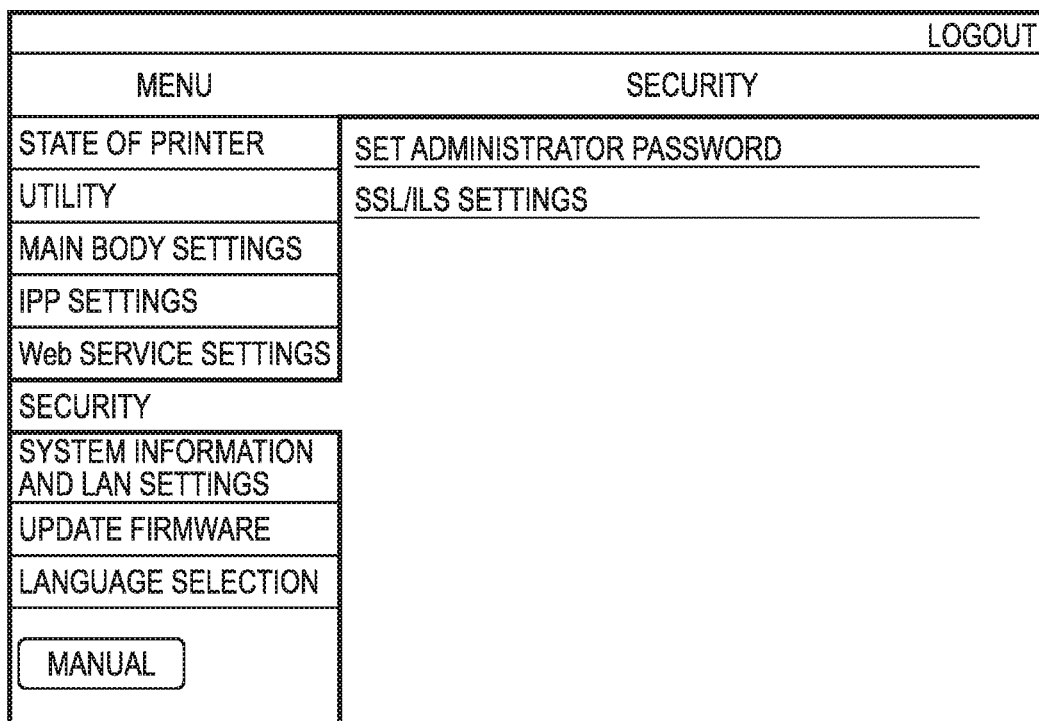 LOGOUT
MENU
SECURITY
STATE OF PRINTER
UTILITY
MAIN BODY SETTINGS
IPP SETTINGS
Web SERVICE SETTINGS
SECURITY
SYSTEM INFORMATION
AND LAN SETTINGS
UPDATE FIRMWARE
LANGUAGE SELECTION
MANUAL
SET ADMINISTRATOR PASSWORD
SSL/ILS SETTINGS